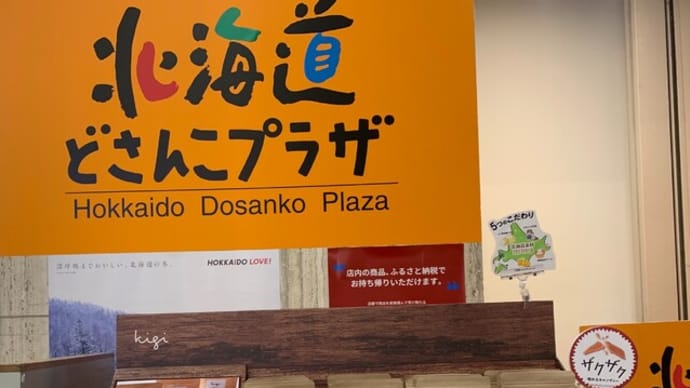 北海道
どさんこプラザ
Hokkaido Dosanko Plaza
5つのこだわり
HOKKAIDO LOVE!
店内の商品、ふるさと納税で
お持ち帰りいただけます。
kigi
ザクザク
北